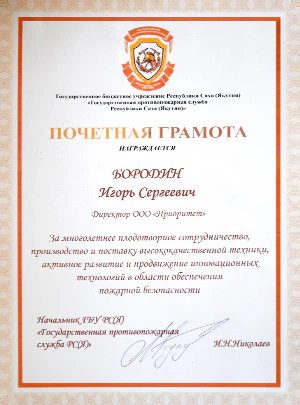 Государственное бюджетное учреждение Республики Саха (Якутия)
«Государственная противопожарная служба
Республики Саха (Якутия)»
ПОЧЕТНАЯ ГРАМОТА
НАГРАЖДАЕТСЯ
БОРОДИН
Игорь Сергеевич
Директор ООО «Приоритет»
За многолетнее плодотворное сотрудничество,
производство и поставку высококачественной техники,
активное развитие и продвижение инновационных
технологий в области обеспечения
пожарной безопасности
Начальник ГБУ РС(Я)
«Государственная противопожарная
служба РС(Я)»
Н.Н.Николаев